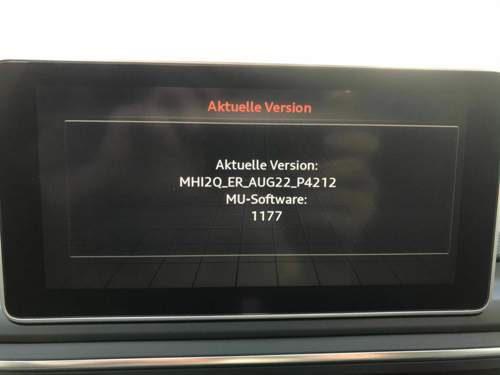 Aktuelle Version
Aktuelle Version:
MHI2Q_ER_AUG22_P4212
MU-Software:
1177